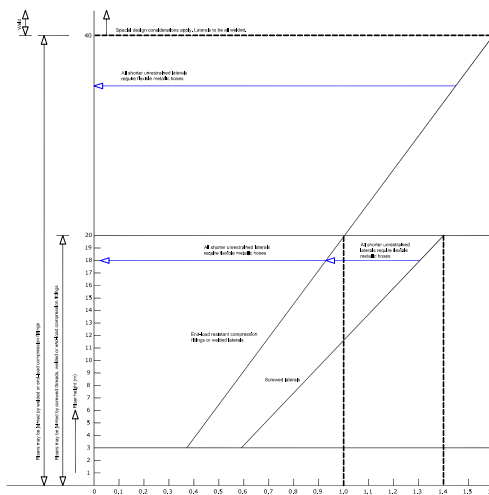 Weld
40
Special design considerations apply. Laterals to be all welded.
All shorter unrestrained laterals
require flexible metallic hoses
20
19
18
17
16
15
14
13
12
11
10
9
8
7
6
5
4
3
2
1
All shorter unrestrained laterals
require flexible metallic hoses
All shorter unrestrained
laterals require flexible
metallic hoses
End-load resistant compression
fittings or welded laterals
Screwed laterals
Risers may be jointed by welded or end-load compression fittings
Risers may be jointed by screwed threads, welded or end-load compression fittings
Riser height (m)
0 0.1 0.2 0.3 0.4 0.5 0.6 0.7 0.8 0.9 1.0 1.1 1.2 1.3 1.4 1.5